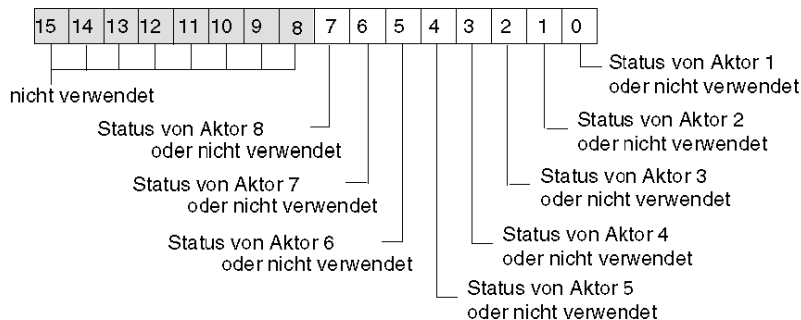 15 14 13 12 11 10 9 8 7 6 5 4 3 2 1 0
Status von Aktor 1
oder nicht verwendet
nicht verwendet
Status von Aktor 8
oder nicht verwendet
Status von Aktor 2
oder nicht verwendet
Status von Aktor 7
oder nicht verwendet
Status von Aktor 3
oder nicht verwendet
Status von Aktor 6
oder nicht verwendet
Status von Aktor 4
oder nicht verwendet
Status von Aktor 5
oder nicht verwendet